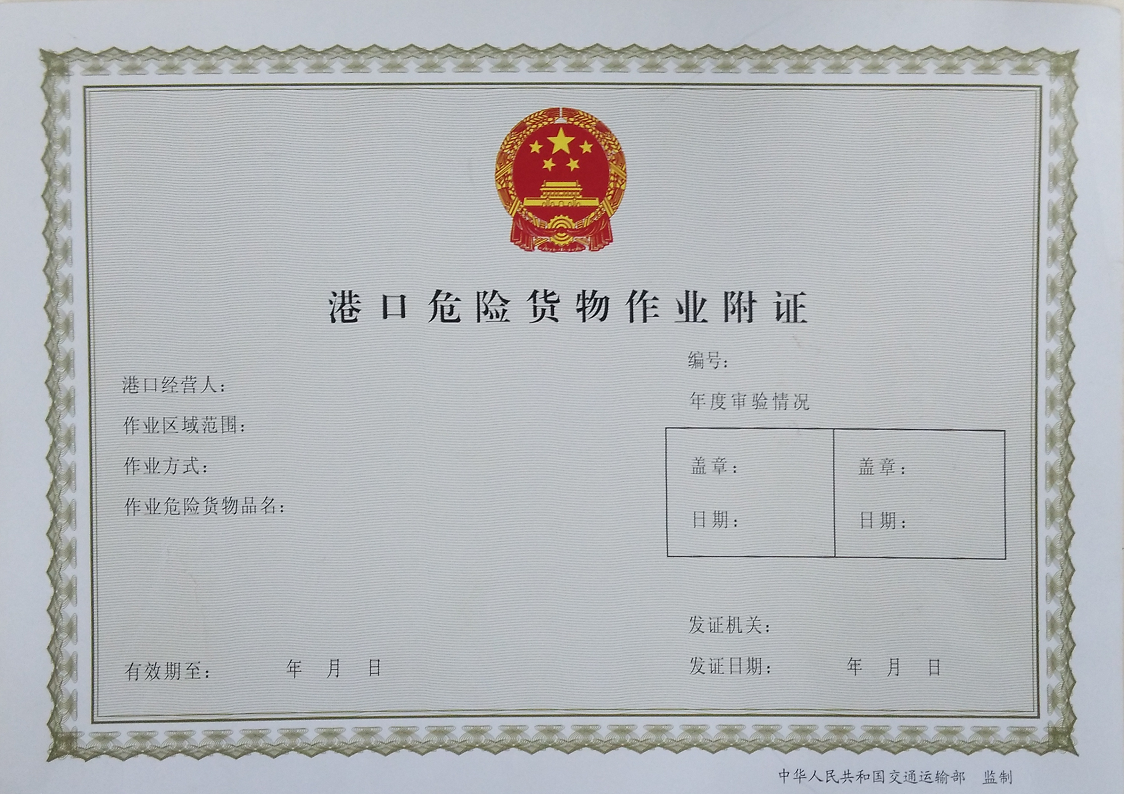 港口危险货物作业附证
编号:
港口经营人:
年度审验情况
作业区域范围:
作业方式:
盖章: 盖章:
作业危险货物品名:
日期: 日期:
发证机关:
有效期至: 年 月 日
发证日期: 年 月 日
中华人民共和国交通运输部 监制